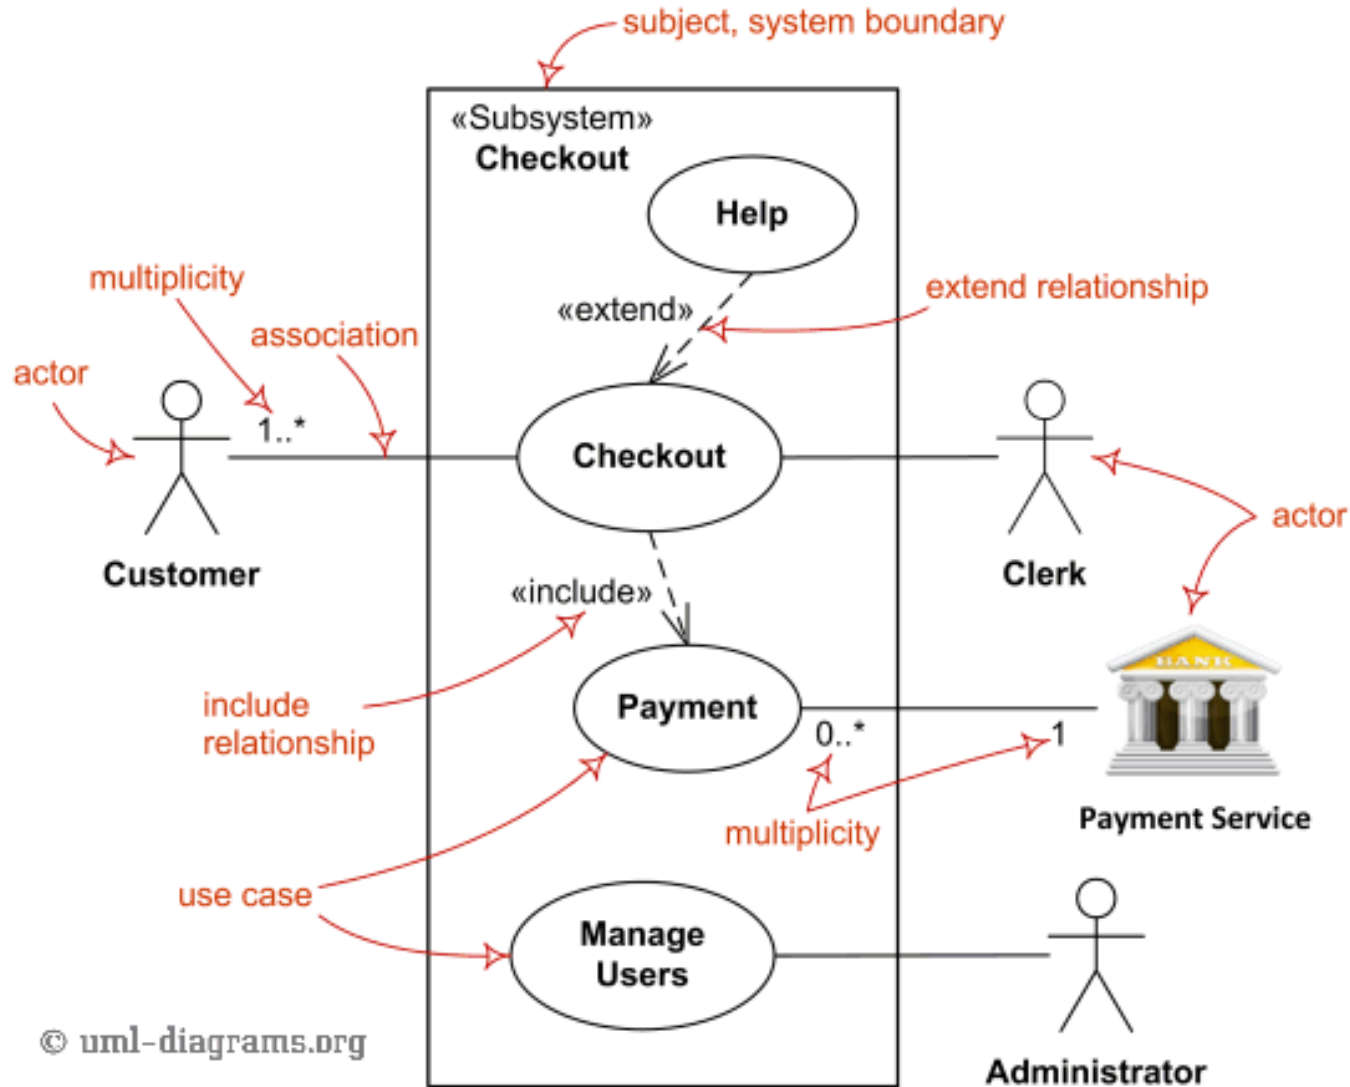 subject, system boundary
«Subsystem»
Checkout
Help
multiplicity
«extend»
extend relationship
association
actor
1..*
Checkout
actor
Customer
Clerk
«include»
BANK
include
relationship
Payment
0..*
1
multiplicity
Payment Service
use case
Manage
Users
© uml-diagrams.org
Administrator